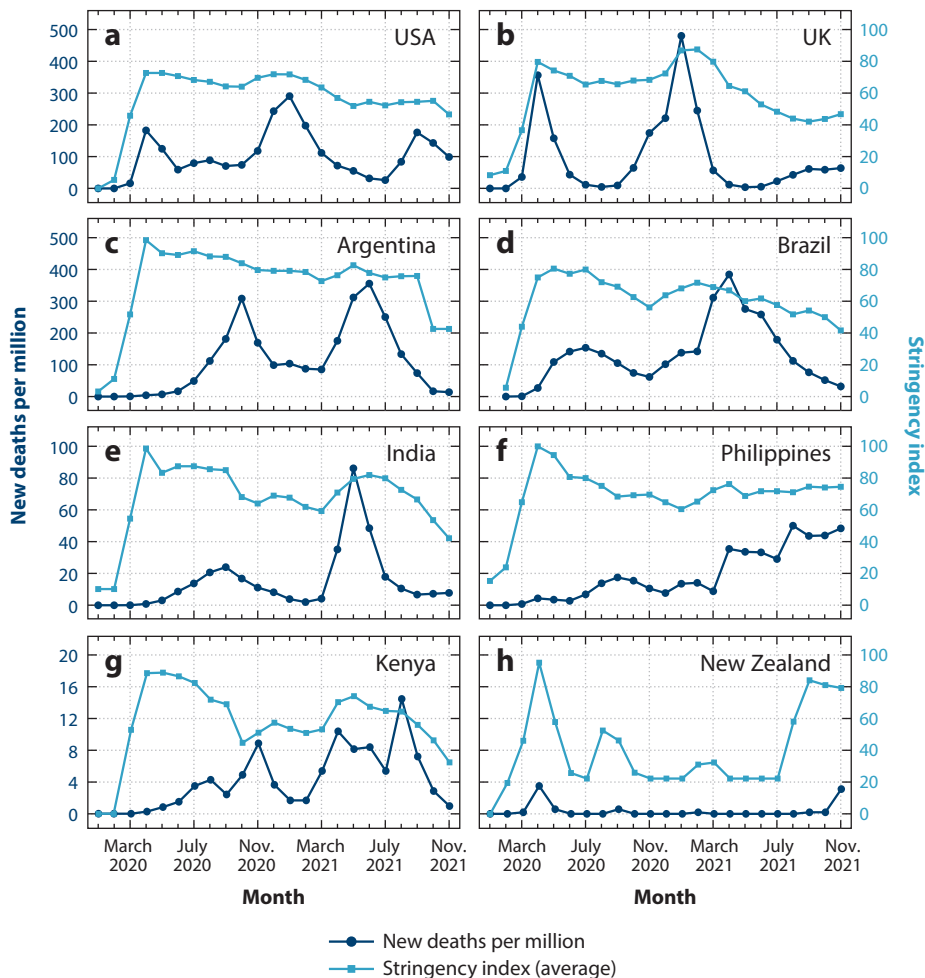 New deaths per million
Stringency index
a
USA
500
400
300
200
100
0
b
UK
100
80
60
40
20
0
c
Argentina
500
400
300
200
100
0
d
Brazil
100
80
60
40
20
0
e
India
100
80
60
40
20
0
f
Philippines
100
80
60
40
20
0
g
Kenya
20
16
12
8
4
0
h
New Zealand
100
80
60
40
20
0
March 2020
July 2020
Nov. 2020
March 2021
July 2021
Nov. 2021
Month
March 2020
July 2020
Nov. 2020
March 2021
July 2021
Nov. 2021
Month
New deaths per million
Stringency index (average)